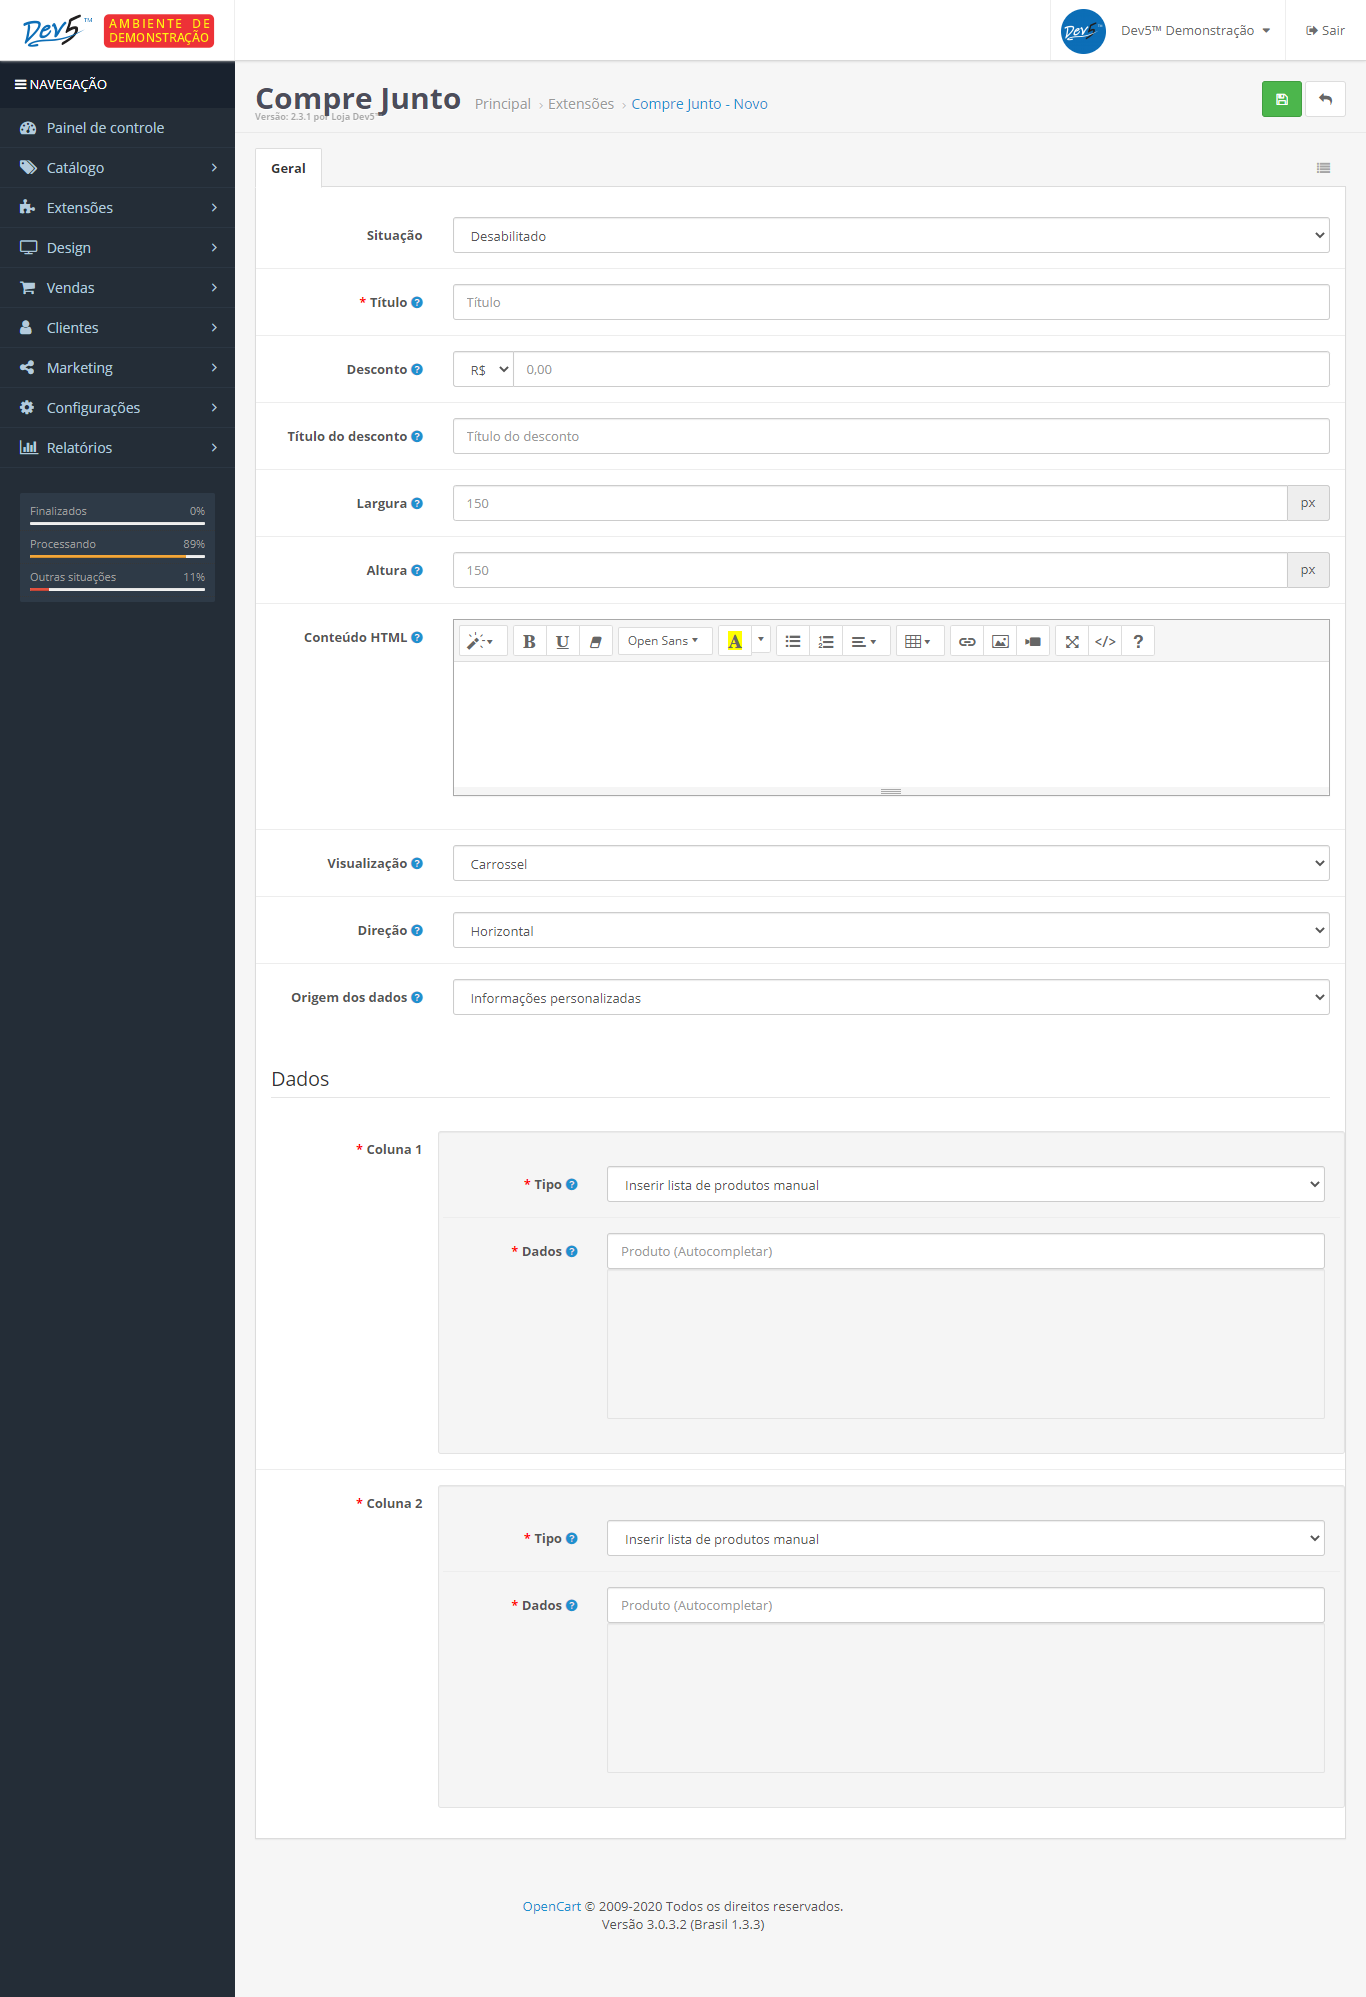 Dev5™
AMBIENTE DE
DEMONSTRAÇÃO
Dev5™
Dev5™ Demonstração
Sair
NAVEGAÇÃO
Painel de controle
Catálogo
Extensões
Design
Vendas
Clientes
Marketing
Configurações
Relatórios
Finalizados 0%
Processando 89%
Outras situações 11%
Compre Junto
Principal › Extensões › Compre Junto - Novo
Versão: 2.3.1 por Loja Dev5™
Geral
Situação
Desabilitado
* Título ?
Título
Desconto ?
R$
0,00
Título do desconto ?
Título do desconto
Largura ?
150
px
Altura ?
150
px
Conteúdo HTML ?
B
U
Open Sans
A
</>
?
Visualização ?
Carrossel
Direção ?
Horizontal
Origem dos dados ?
Informações personalizadas
Dados
* Coluna 1
* Tipo ?
Inserir lista de produtos manual
* Dados ?
Produto (Autocompletar)
* Coluna 2
* Tipo ?
Inserir lista de produtos manual
* Dados ?
Produto (Autocompletar)
OpenCart © 2009-2020 Todos os direitos reservados.
Versão 3.0.3.2 (Brasil 1.3.3)